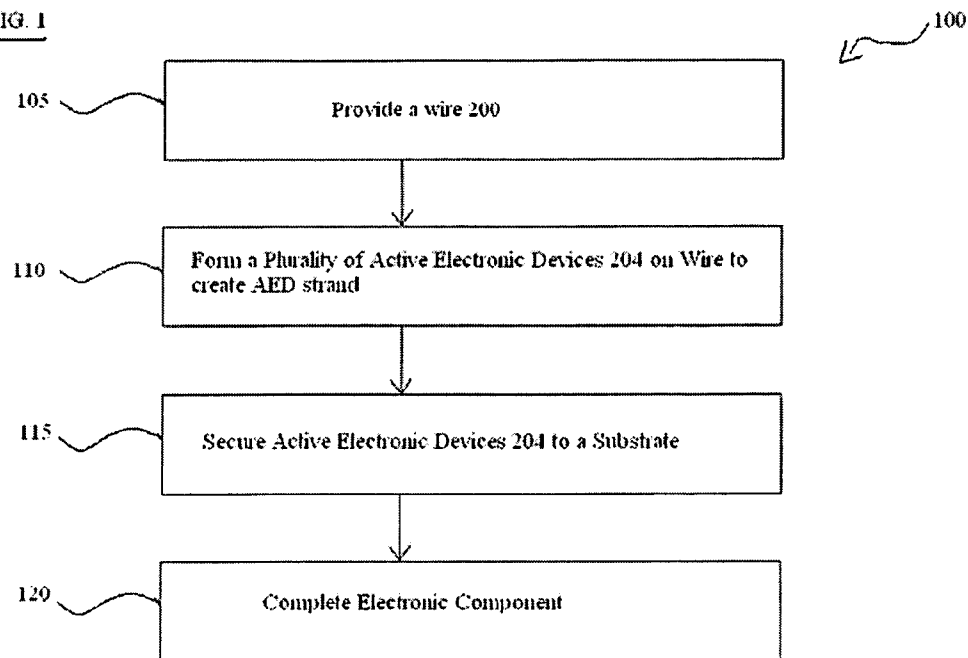 IG. 1
100
105
Provide a wire 200
110
Form a Plurality of Active Electronic Devices 204 on Wire to
create AED strand
115
Secure Active Electronic Devices 204 to a Substrate
120
Complete Electronic Component